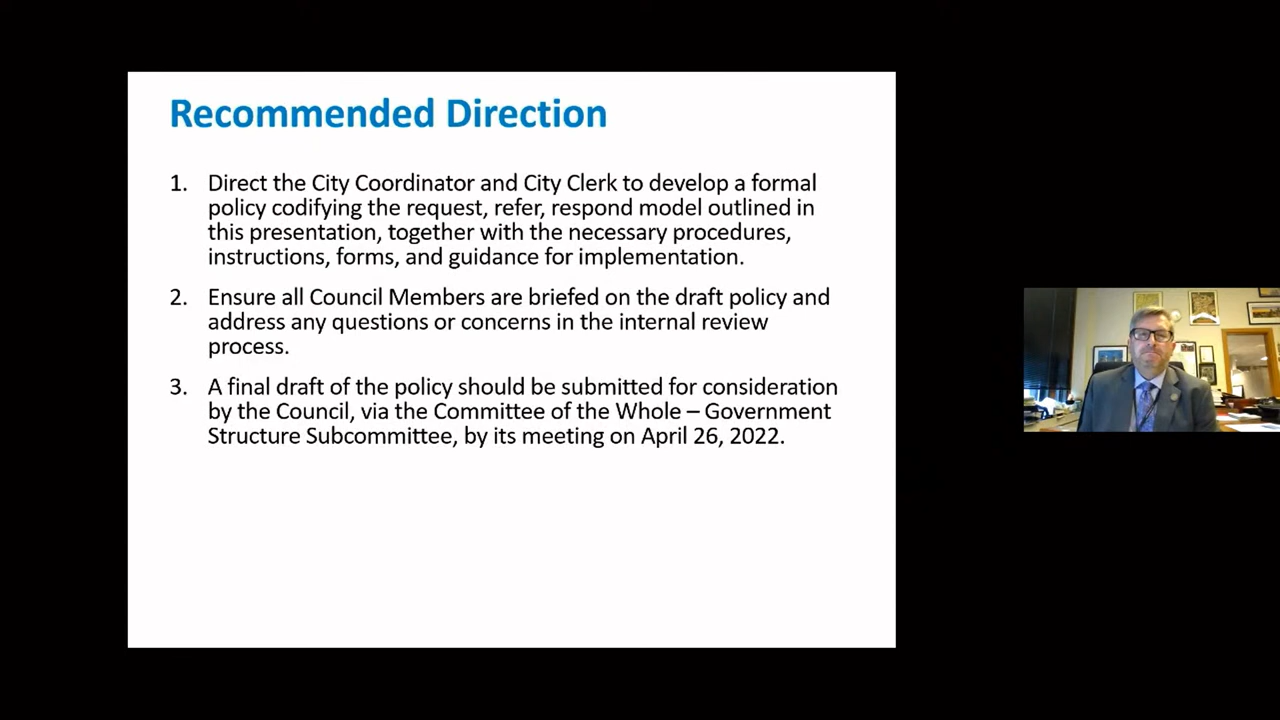 Recommended Direction
1. Direct the City Coordinator and City Clerk to develop a formal
policy codifying the request, refer, respond model outlined in
this presentation, together with the necessary procedures,
instructions, forms, and guidance for implementation.
2. Ensure all Council Members are briefed on the draft policy and
address any questions or concerns in the internal review
process.
3. A final draft of the policy should be submitted for consideration
by the Council, via the Committee of the Whole – Government
Structure Subcommittee, by its meeting on April 26, 2022.